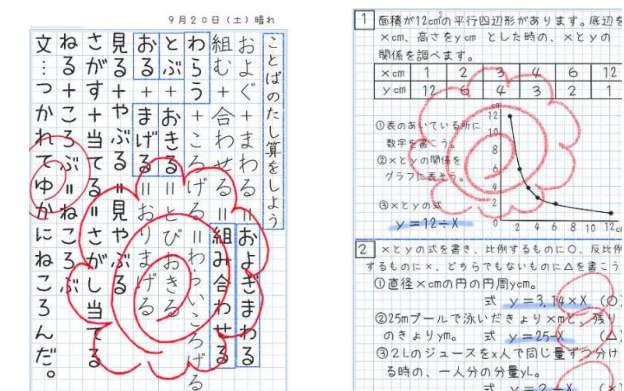 9月20日(土)晴れ
ことばのたし算をしよう
およぐ+まわる=およぎまわる
組む+合わせる=組み合わせる
わらう+ころげる=わらいころげる
とぶ+おきる=とびおきる
おる+まげる=おりまげる
見る+やぶる=見やぶる
さがす+当てる=さがし当てる
ねる+ころぶ=ねころぶ
文…つかれてゆかにねころんだ。
1 面積が12cm²の平行四辺形があります。底辺を
xcm、高さをycmとした時の、xとyの
関係を調べます。
xcm 1 2 3 4 6 12
ycm 12 6 4 3 2 1
①表のあいている所に
数字を書こう。
②xとyの関係を
グラフに表そう。
③xとyの式
y=12÷x
cm
12
10
8
6
4
2
0 2 4 6 8 10 12cm
2 xとyの式を書き、比例するものに○、反比例
するものに×、どちらでもないものに△を書こう
①直径xcmの円の円周ycm。
式 y=3.14×x (○)
②25mプールで泳いだきょりxmと、残り
のきょりym。 式 y=25-x (△)
③2Lのジュースをx人で同じ量ずつ分け
る時の、一人分の分量yL。
式 y=2÷x (×)